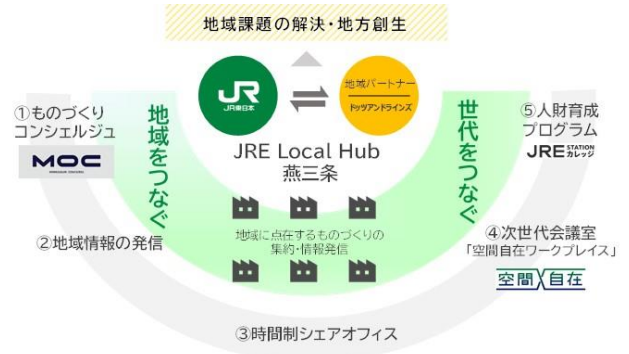 地域課題の解決・地方創生
JR
JR東日本
地域パートナー
ドッツアンドラインズ
JRE Local Hub
燕三条
地域に点在するものづくりの
集約・情報発信
地域をつなぐ
世代をつなぐ
①ものづくり
コンシェルジュ
MOC
②地域情報の発信
③時間制シェアオフィス
④次世代会議室
「空間自在ワークプレイス」
空間自在
⑤人財育成
プログラム
JRE STATION カレッジ